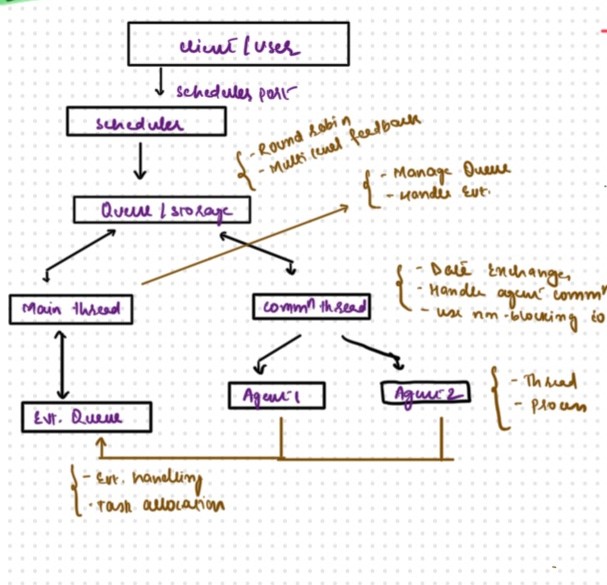 client / user
schedules post
scheduler
- Round robin
- Multi level feedback
Queue / storage
- Manage Queue
- Handle Evt.
Main thread
commⁿ thread
- Data Exchange,
- Handle agent commⁿ
- use nn-blocking io
Agent 1
Agent 2
- Thread
- Process
Evt. Queue
- Evt. handling
- Task allocation